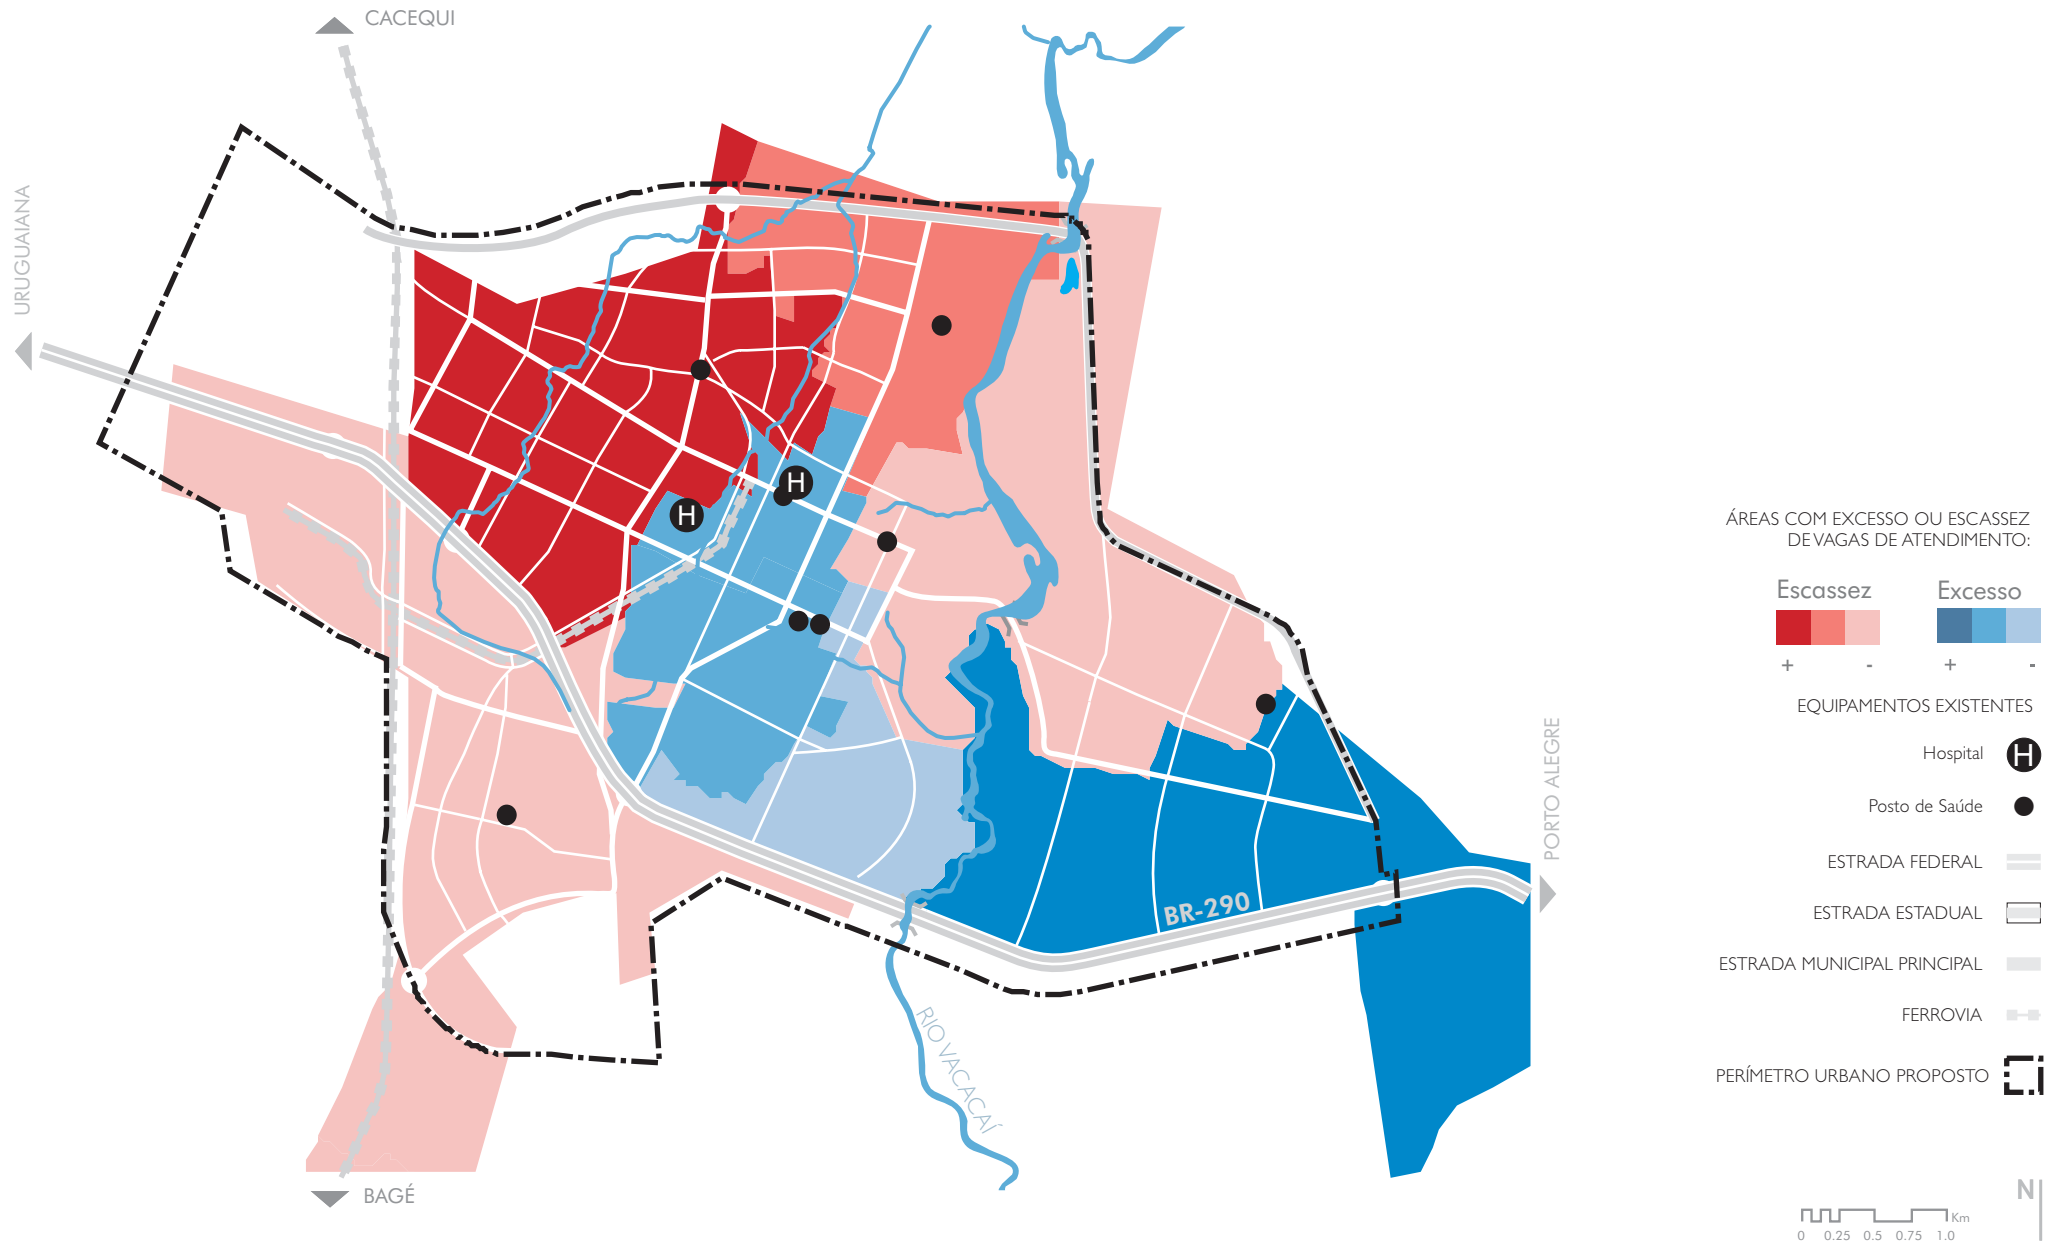 CACEQUI
URUGUAIANA
H
H
BR-290
PORTO ALEGRE
RIO VACACAÍ
BAGÉ
ÁREAS COM EXCESSO OU ESCASSEZ
DE VAGAS DE ATENDIMENTO:
Escassez
Excesso
+ -
+ -
EQUIPAMENTOS EXISTENTES
Hospital H
Posto de Saúde
ESTRADA FEDERAL
ESTRADA ESTADUAL
ESTRADA MUNICIPAL PRINCIPAL
FERROVIA
PERÍMETRO URBANO PROPOSTO
N
Km
0 0.25 0.5 0.75 1.0